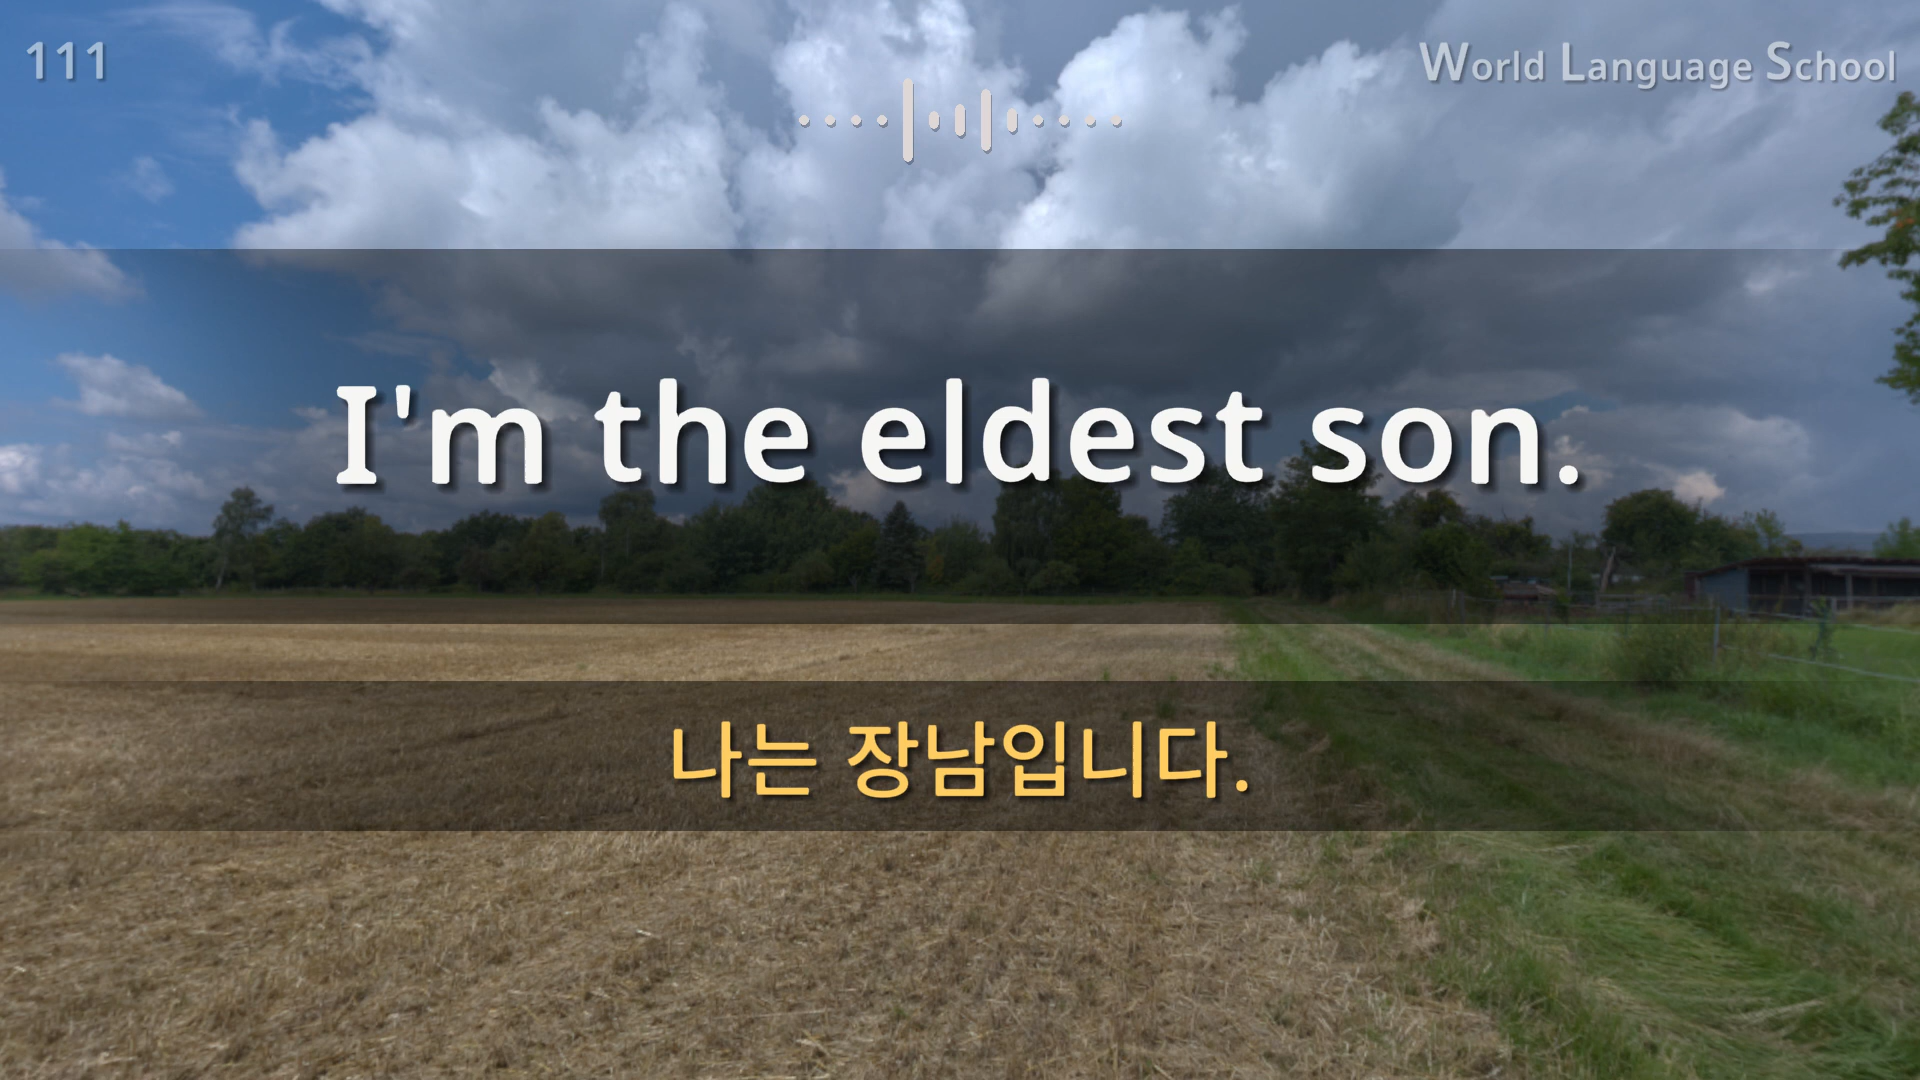 111
World Language School
I'm the eldest son.
나는 장남입니다.